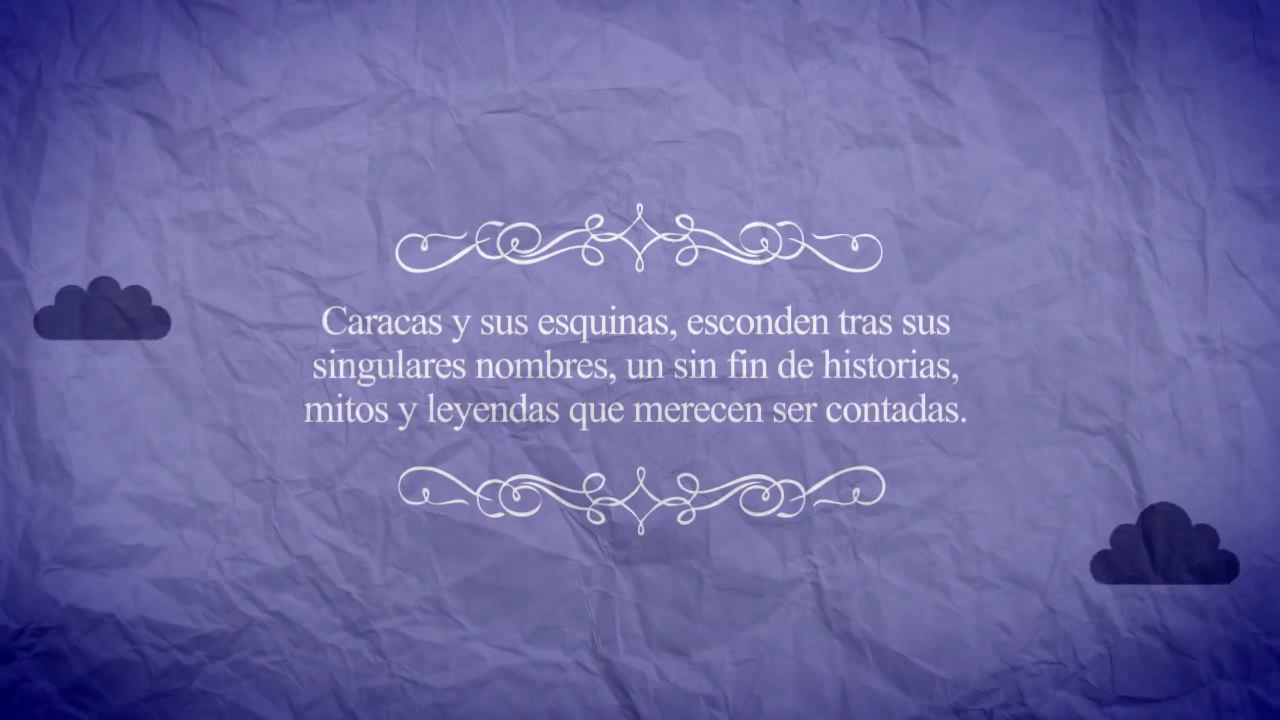 Caracas y sus esquinas, esconden tras sus
singulares nombres, un sin fin de historias,
mitos y leyendas que merecen ser contadas.